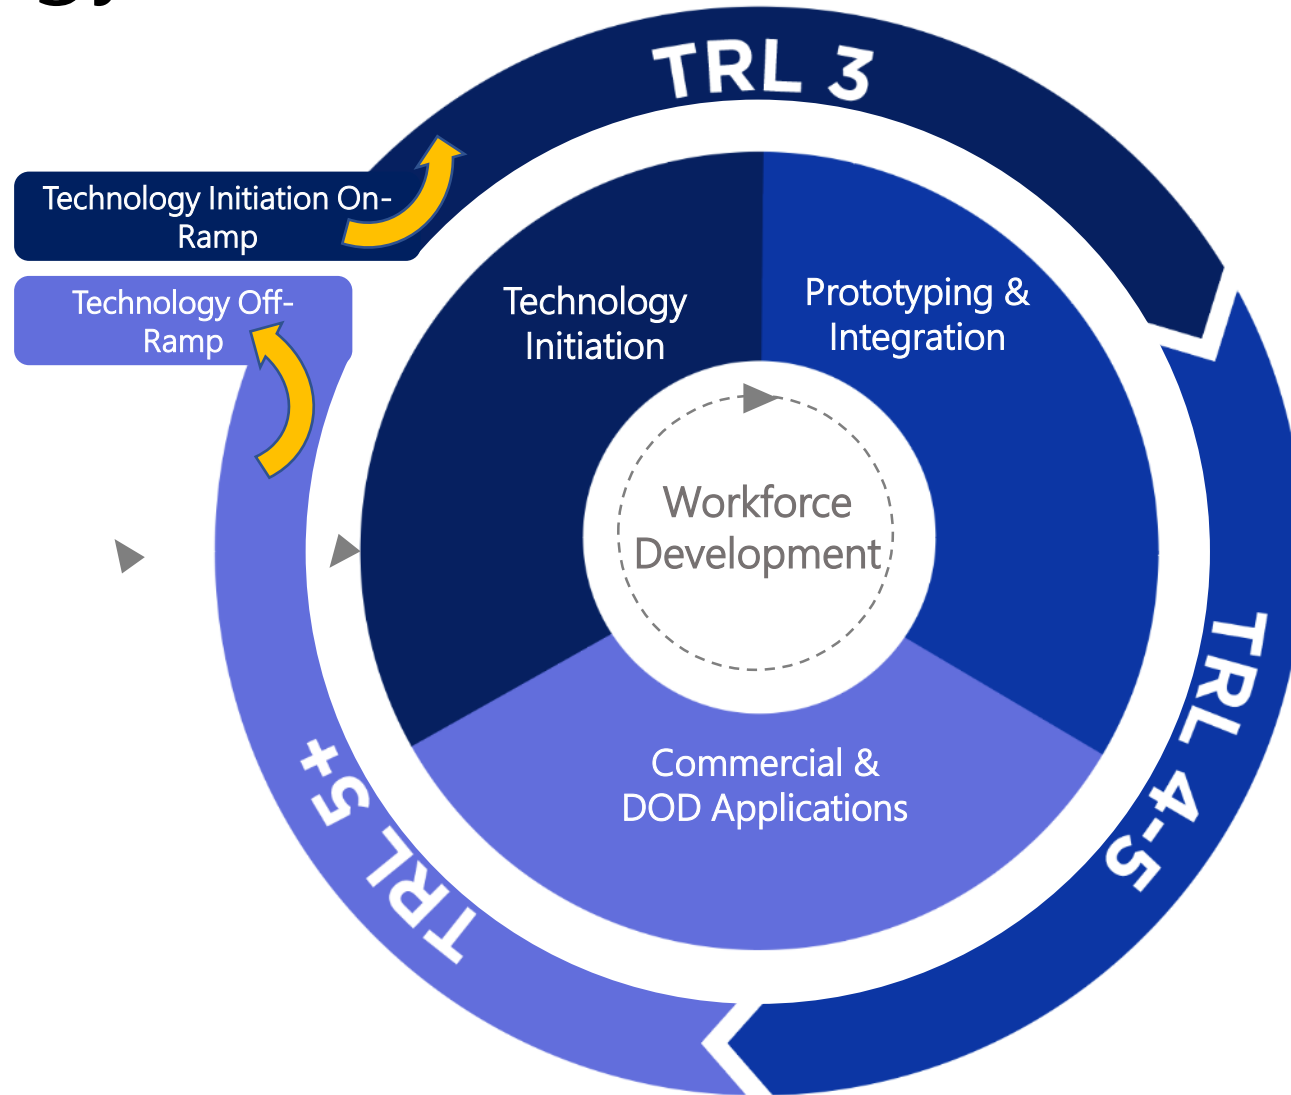 TRL 3
Technology Initiation On-
Ramp
Technology Off-
Ramp
Technology
Initiation
Prototyping &
Integration
Workforce
Development
Commercial &
DOD Applications
TRL 4-5
TRL 5+